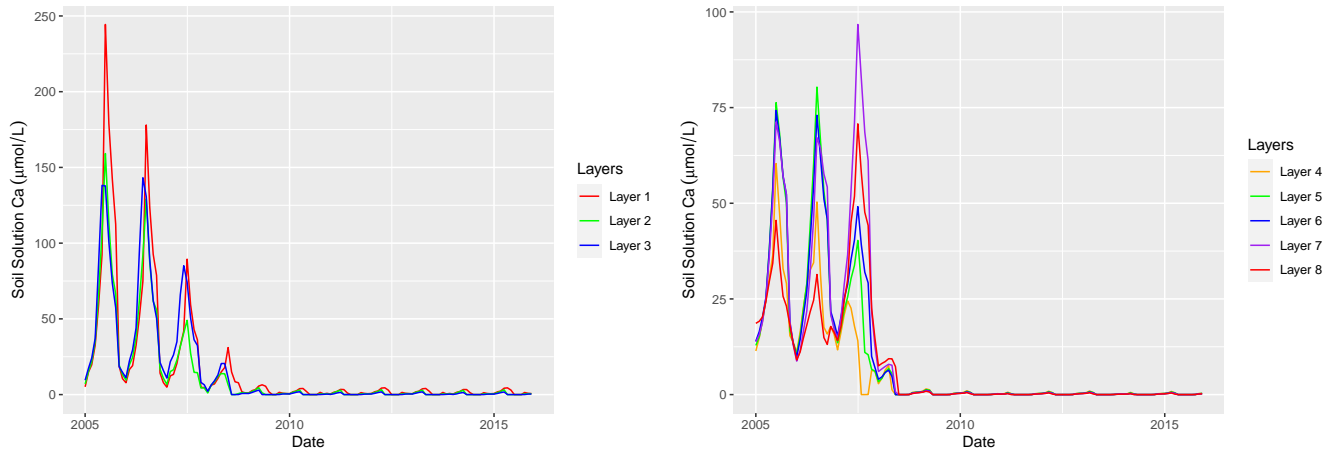 250
200
150
100
50
0
Soil Solution Ca (μmol/L)
2005
2010
2015
Date
Layers
Layer 1
Layer 2
Layer 3
100
75
50
25
0
Soil Solution Ca (μmol/L)
2005
2010
2015
Date
Layers
Layer 4
Layer 5
Layer 6
Layer 7
Layer 8